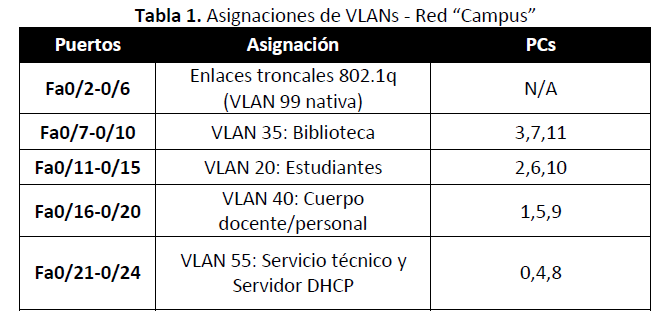 Tabla 1. Asignaciones de VLANs - Red “Campus”
Puertos Asignación PCs
Fa0/2-0/6 Enlaces troncales 802.1q (VLAN 99 nativa) N/A
Fa0/7-0/10 VLAN 35: Biblioteca 3,7,11
Fa0/11-0/15 VLAN 20: Estudiantes 2,6,10
Fa0/16-0/20 VLAN 40: Cuerpo docente/personal 1,5,9
Fa0/21-0/24 VLAN 55: Servicio técnico y Servidor DHCP 0,4,8